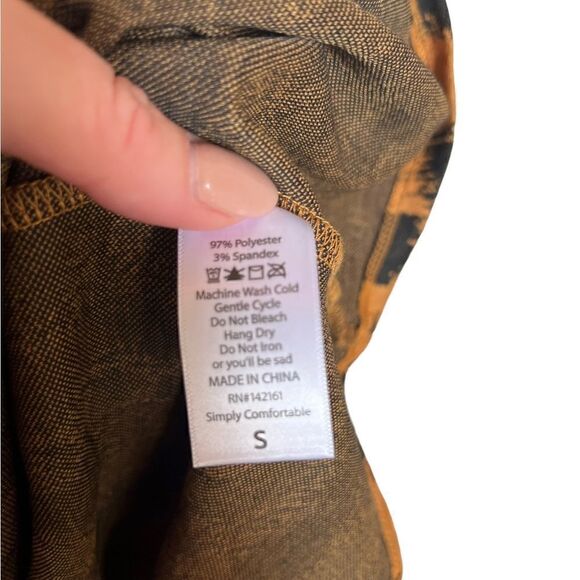 97% Polyester
3% Spandex
Machine Wash Cold
Gentle Cycle
Do Not Bleach
Hang Dry
Do Not Iron
or you'll be sad
MADE IN CHINA
RN#142161
Simply Comfortable
S